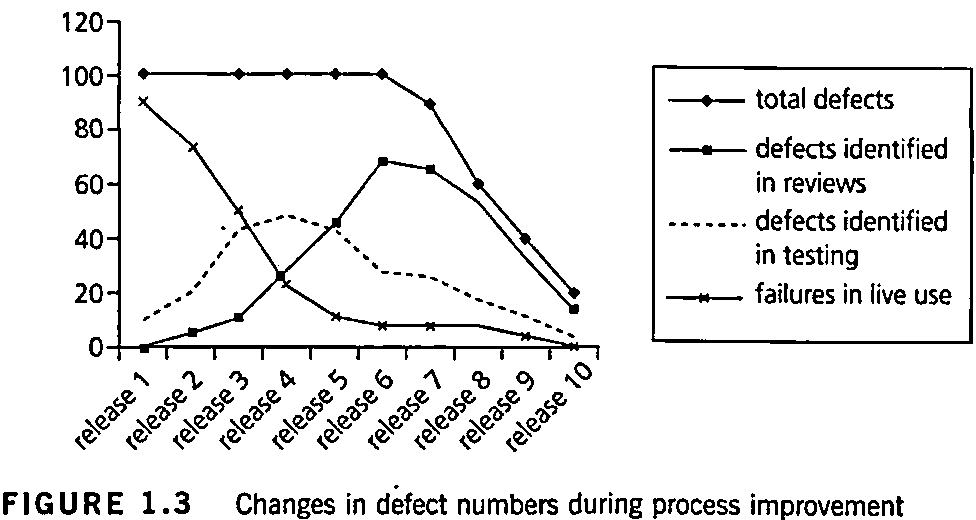 120
100
80
60
40
20
0
release 1
release 2
release 3
release 4
release 5
release 6
release 7
release 8
release 9
release 10
total defects
defects identified
in reviews
defects identified
in testing
failures in live use
FIGURE 1.3 Changes in defect numbers during process improvement